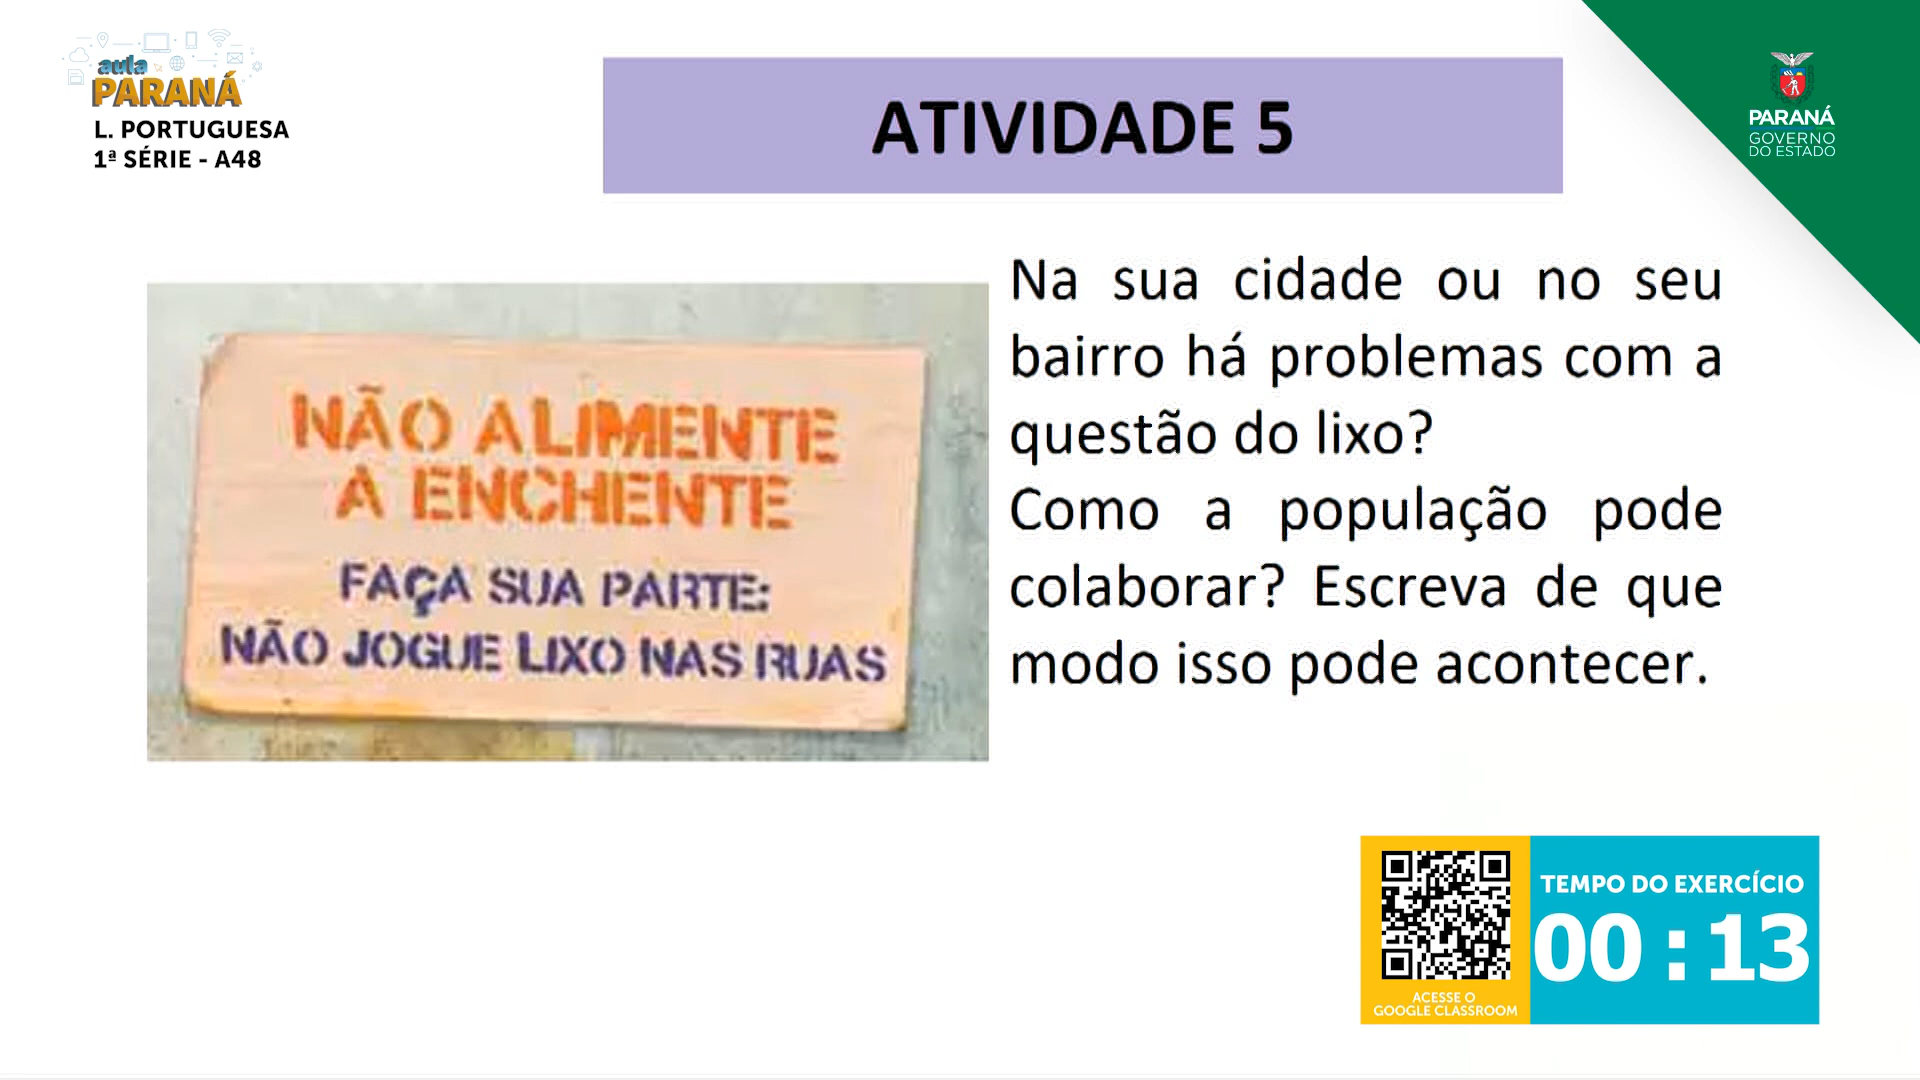 aula
PARANÁ
L. PORTUGUESA
1ª SÉRIE - A48
ATIVIDADE 5
PARANÁ
GOVERNO
DO ESTADO
NÃO ALIMENTE
A ENCHENTE
FAÇA SUA PARTE:
NÃO JOGUE LIXO NAS RUAS
Na sua cidade ou no seu
bairro há problemas com a
questão do lixo?
Como a população pode
colaborar? Escreva de que
modo isso pode acontecer.
TEMPO DO EXERCÍCIO
00 : 13
ACESSE O
GOOGLE CLASSROOM